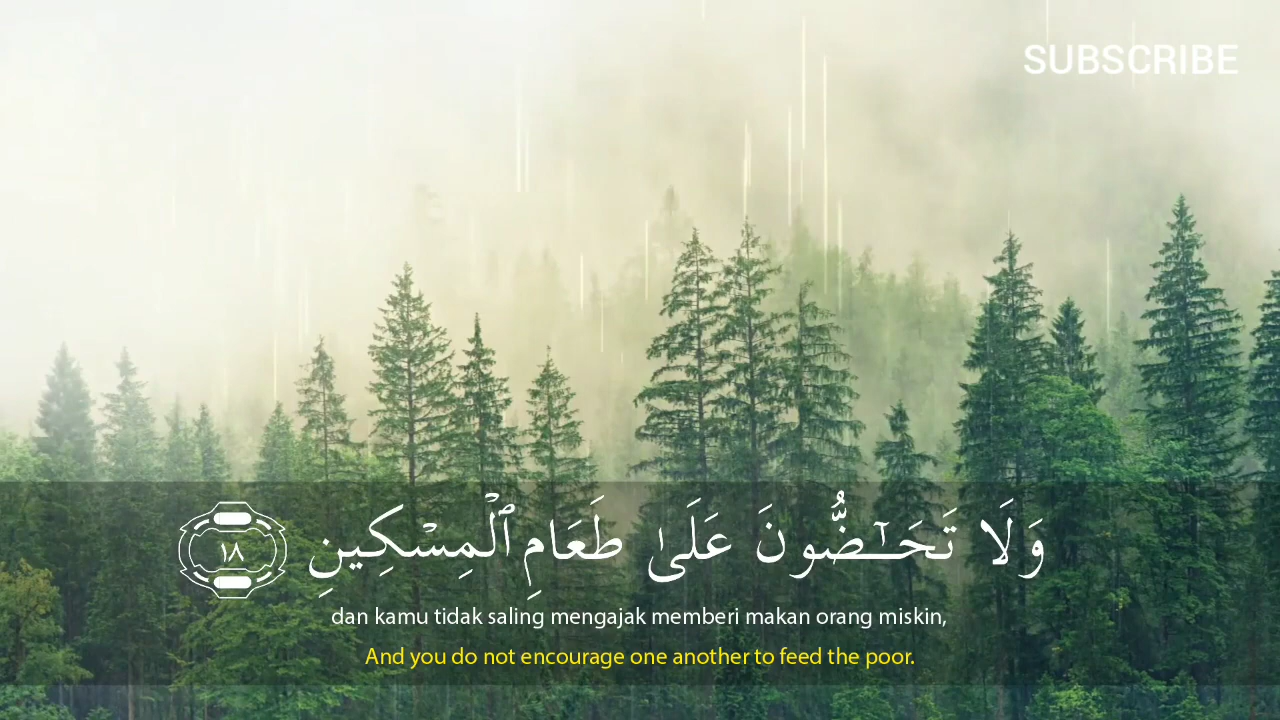 SUBSCRIBE
وَلَا تَحَـٰٓضُّونَ عَلَىٰ طَعَامِ ٱلْمِسْكِينِ ١٨
dan kamu tidak saling mengajak memberi makan orang miskin,
And you do not encourage one another to feed the poor.